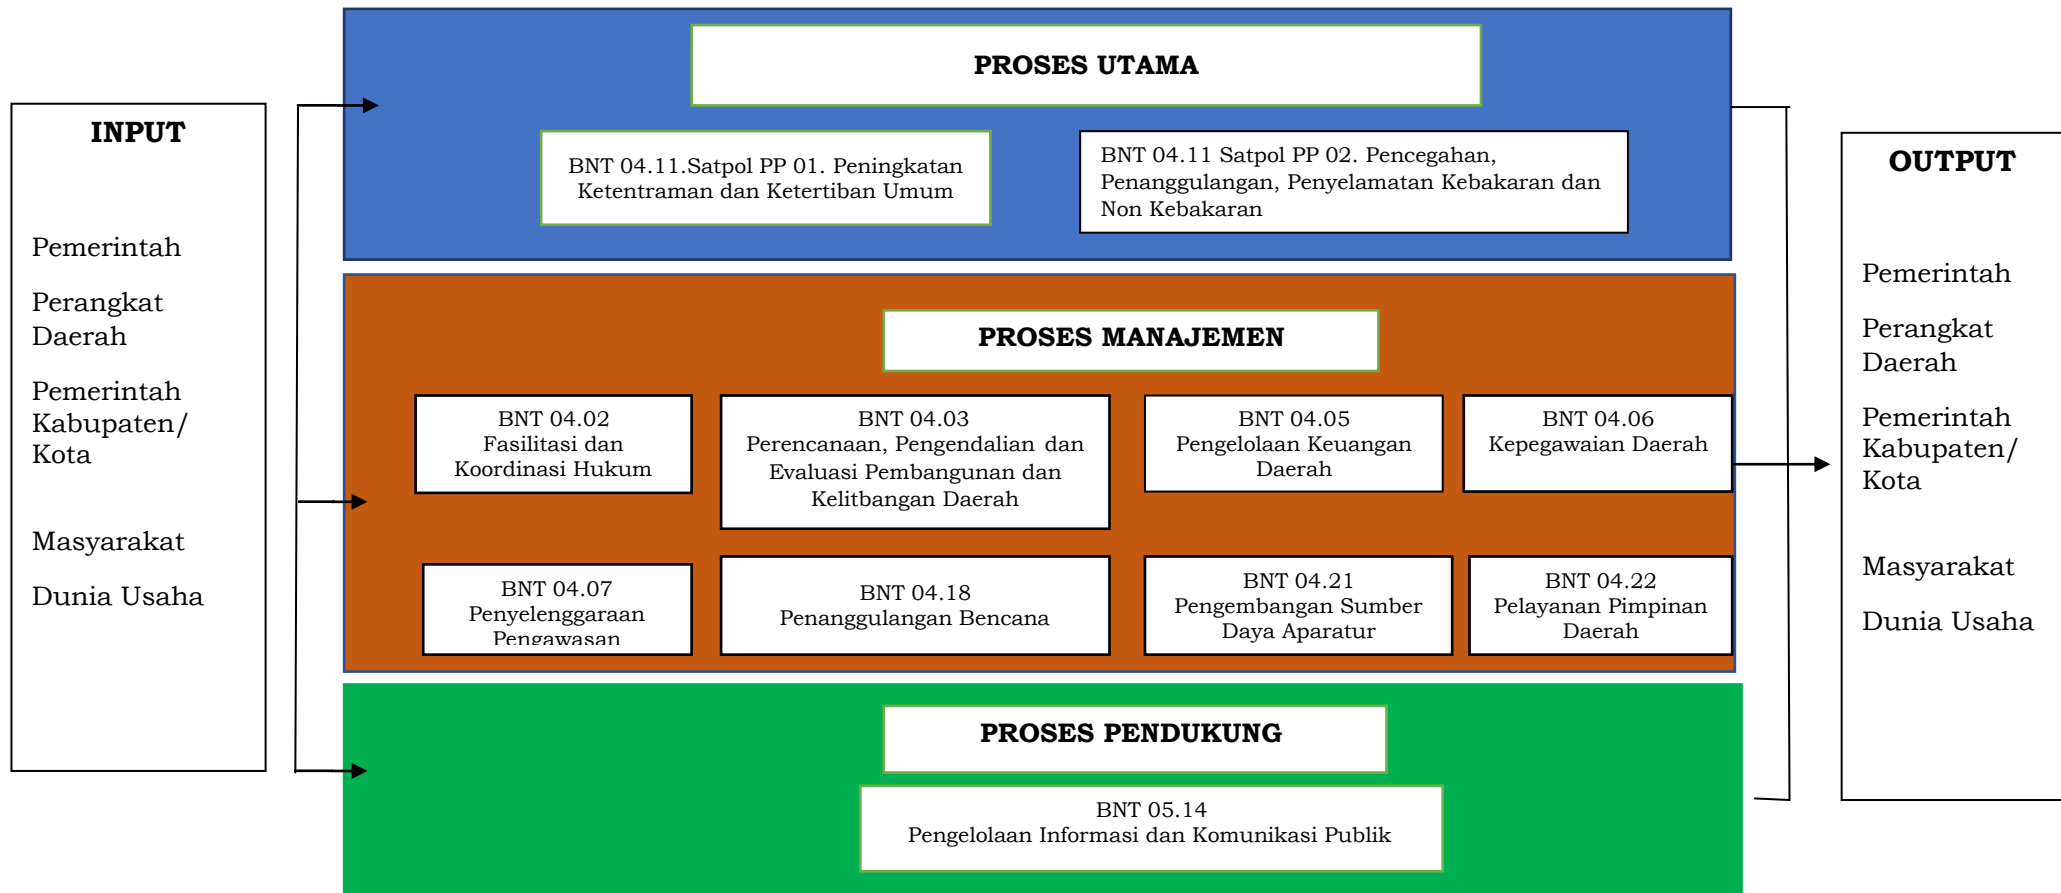 PROSES UTAMA
BNT 04.11.Satpol PP 01. Peningkatan
Ketentraman dan Ketertiban Umum
BNT 04.11 Satpol PP 02. Pencegahan,
Penanggulangan, Penyelamatan Kebakaran dan
Non Kebakaran
INPUT
Pemerintah
Perangkat
Daerah
Pemerintah
Kabupaten/
Kota
Masyarakat
Dunia Usaha
PROSES MANAJEMEN
BNT 04.02
Fasilitasi dan
Koordinasi Hukum
BNT 04.03
Perencanaan, Pengendalian dan
Evaluasi Pembangunan dan
Kelitbangan Daerah
BNT 04.05
Pengelolaan Keuangan
Daerah
BNT 04.06
Kepegawaian Daerah
BNT 04.07
Penyelenggaraan
Pengawasan
BNT 04.18
Penanggulangan Bencana
BNT 04.21
Pengembangan Sumber
Daya Aparatur
BNT 04.22
Pelayanan Pimpinan
Daerah
PROSES PENDUKUNG
BNT 05.14
Pengelolaan Informasi dan Komunikasi Publik
OUTPUT
Pemerintah
Perangkat
Daerah
Pemerintah
Kabupaten/
Kota
Masyarakat
Dunia Usaha